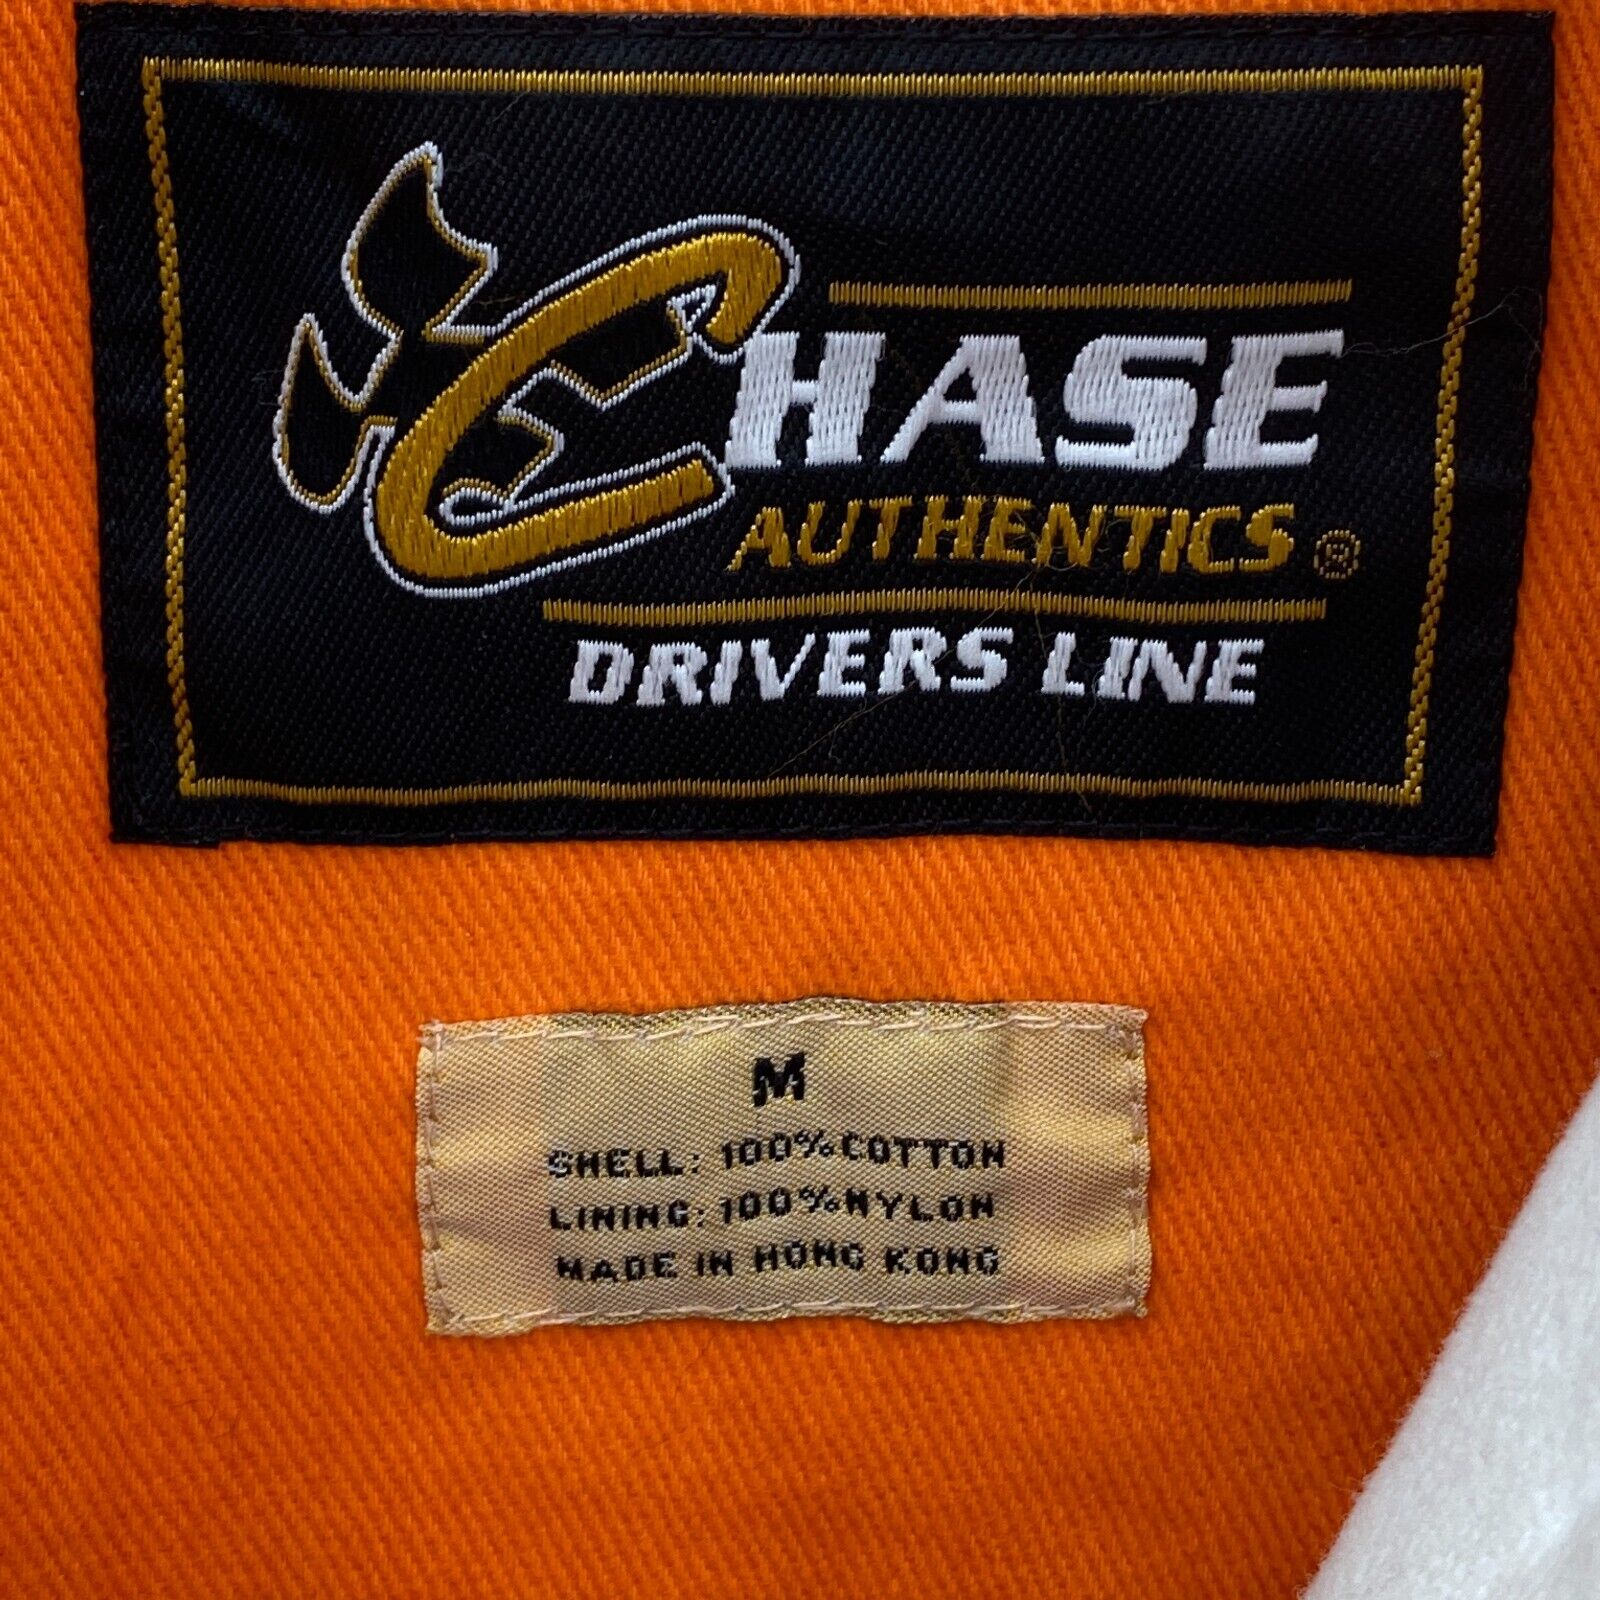 CHASE
AUTHENTICS®
DRIVERS LINE
M
SHELL: 100% COTTON
LINING: 100% NYLON
MADE IN HONG KONG